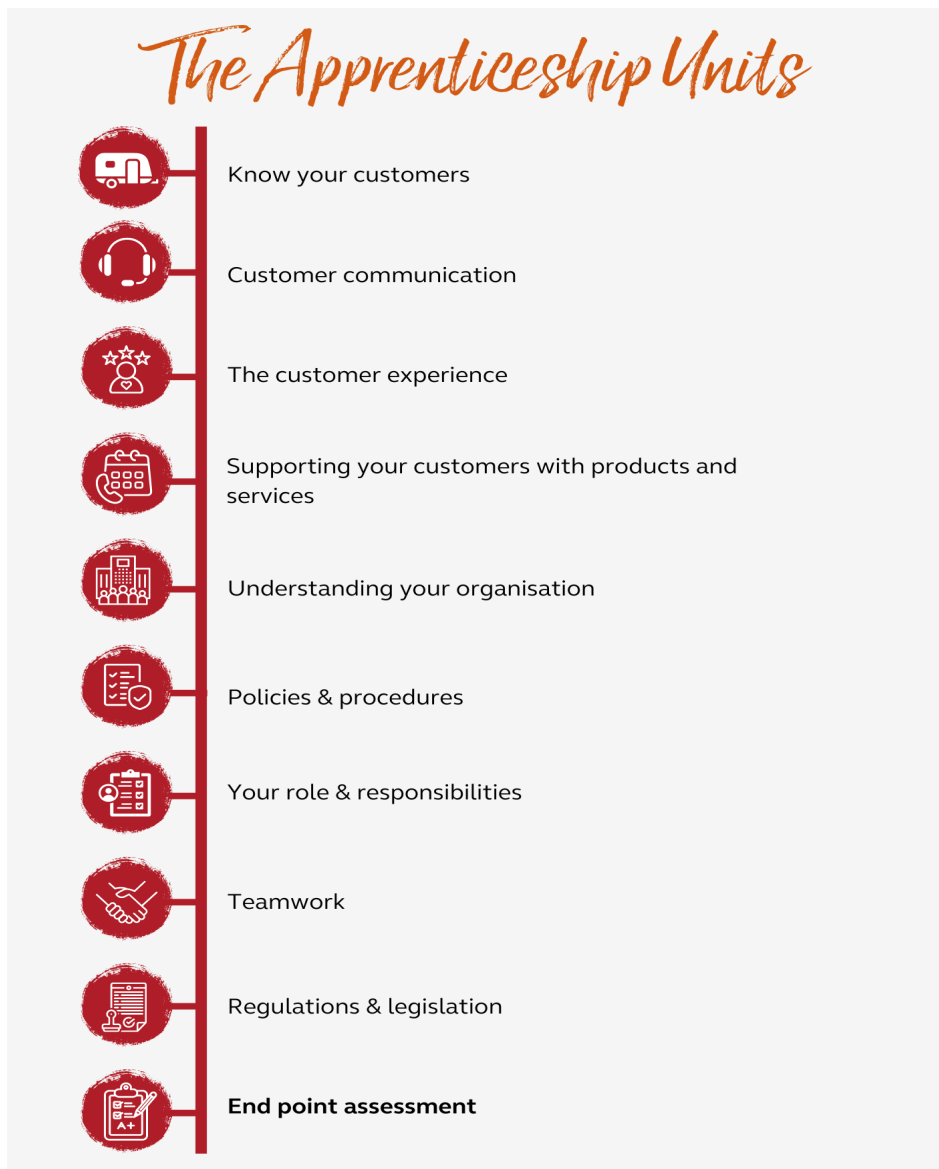 The Apprenticeship Units
Know your customers
Customer communication
The customer experience
Supporting your customers with products and
services
Understanding your organisation
Policies & procedures
Your role & responsibilities
Teamwork
Regulations & legislation
A+
End point assessment